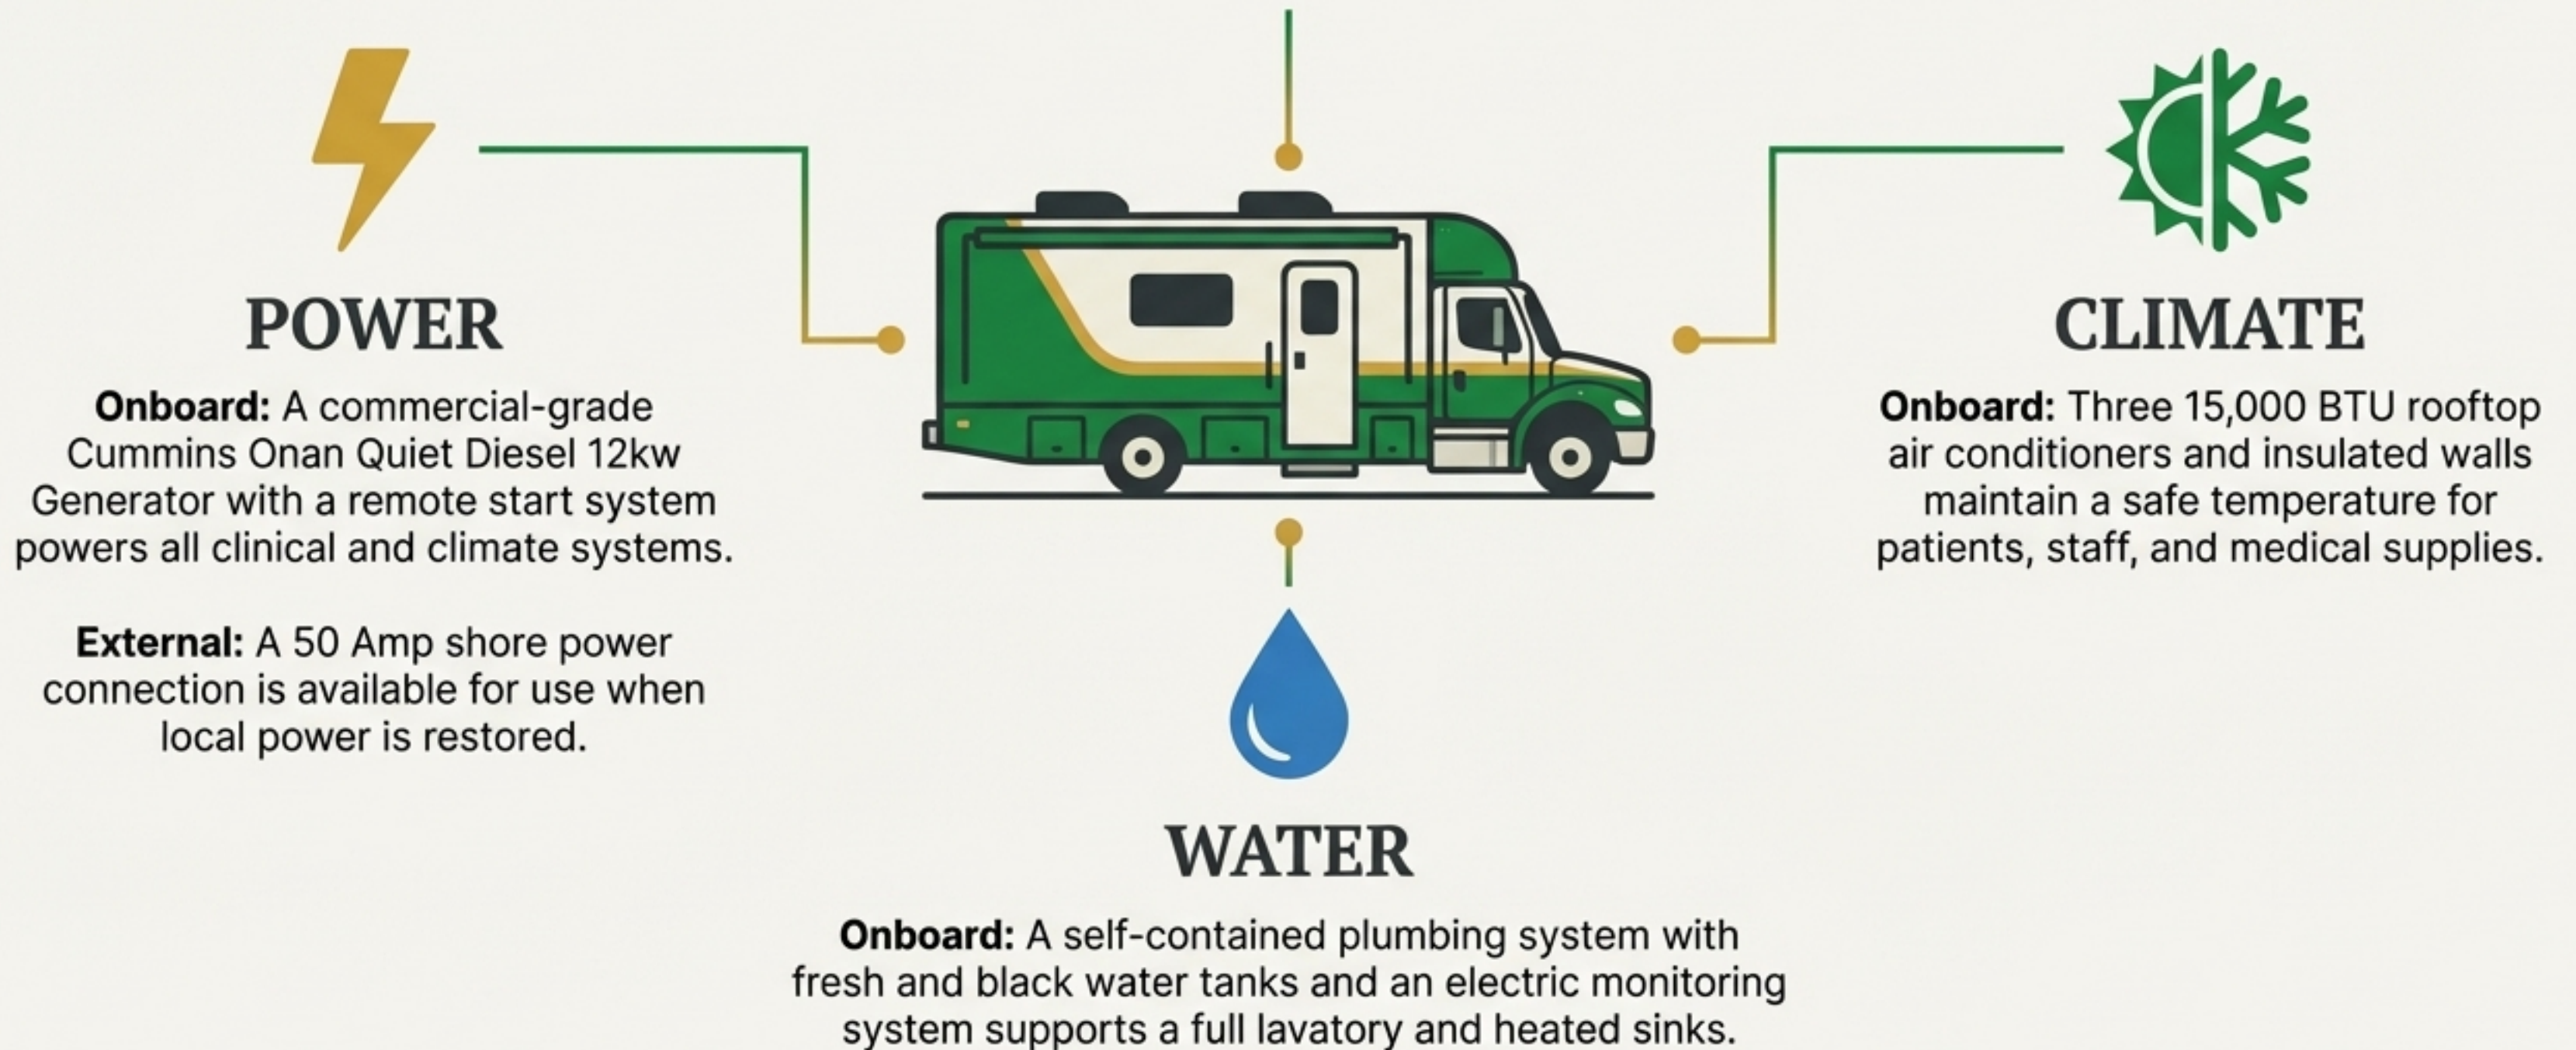 POWER
Onboard: A commercial-grade
Cummins Onan Quiet Diesel 12kw
Generator with a remote start system
powers all clinical and climate systems.
External: A 50 Amp shore power
connection is available for use when
local power is restored.
CLIMATE
Onboard: Three 15,000 BTU rooftop
air conditioners and insulated walls
maintain a safe temperature for
patients, staff, and medical supplies.
WATER
Onboard: A self-contained plumbing system with
fresh and black water tanks and an electric monitoring
system supports a full lavatory and heated sinks.